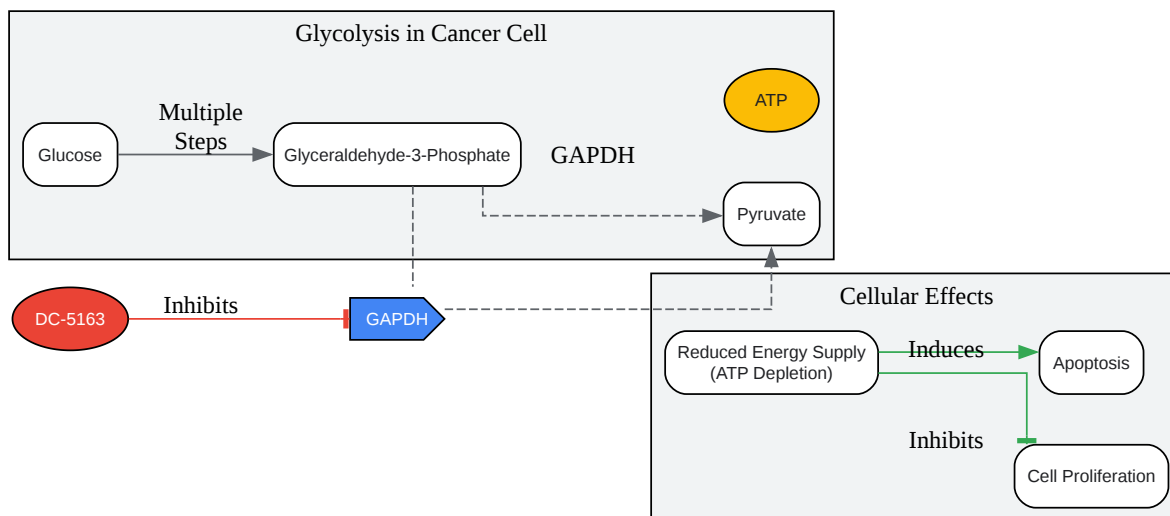 Glycolysis in Cancer Cell
ATP
Multiple
Steps
Glucose
Glyceraldehyde-3-Phosphate
GAPDH
Pyruvate
DC-5163
Inhibits
GAPDH
Cellular Effects
Reduced Energy Supply
(ATP Depletion)
Induces
Apoptosis
Inhibits
Cell Proliferation